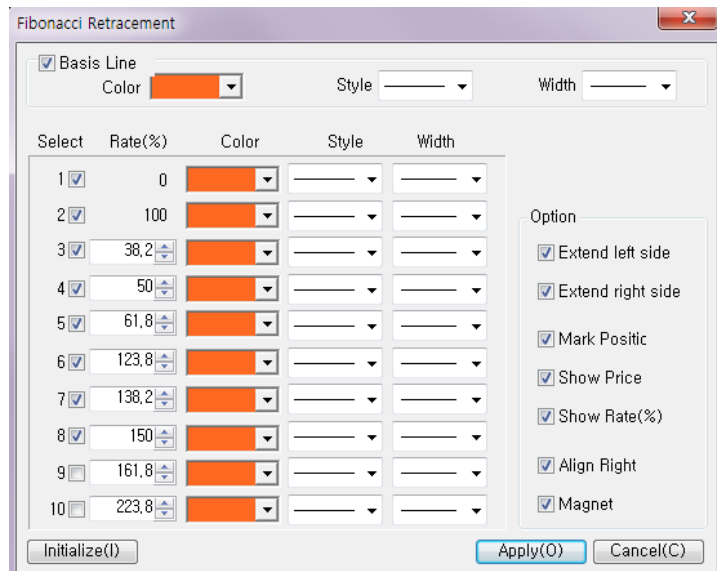 Fibonacci Retracement
x
Basis Line
Color Style Width
Select Rate(%) Color Style Width
1 0
2 100
3 38,2
4 50
5 61,8
6 123,8
7 138,2
8 150
9 161,8
10 223,8
Option
Extend left side
Extend right side
Mark Positic
Show Price
Show Rate(%)
Align Right
Magnet
Initialize(I) Apply(O) Cancel(C)